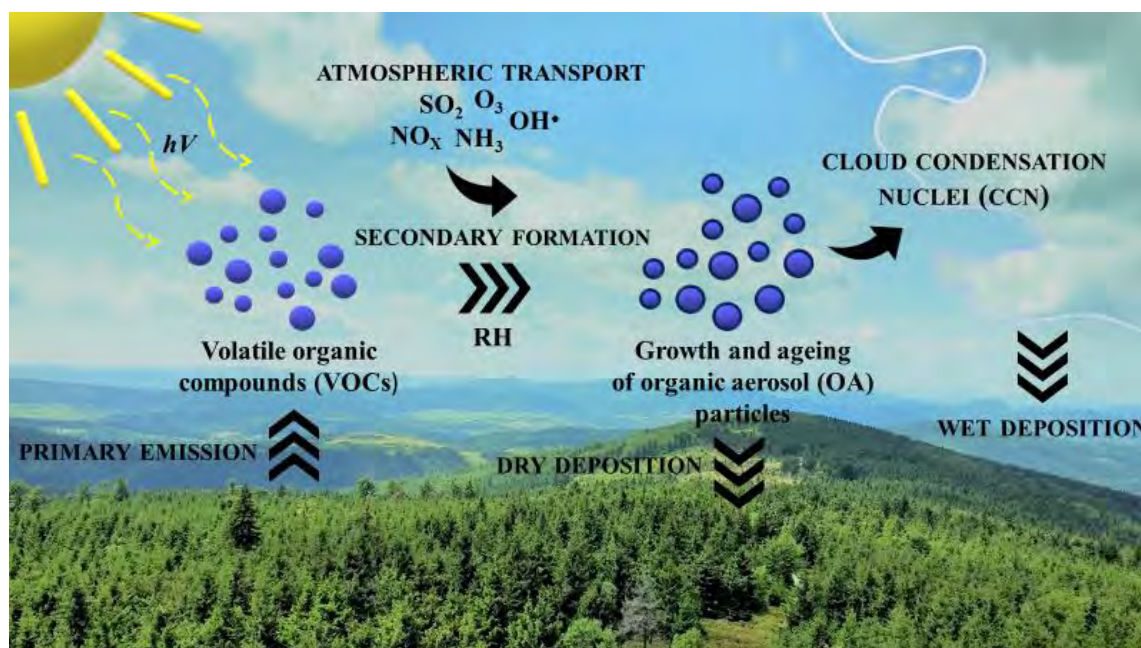 ATMOSPHERIC TRANSPORT
SO₂ O₃
NOₓ NH₃ OH•
hV
CLOUD CONDENSATION
NUCLEI (CCN)
SECONDARY FORMATION
RH
Volatile organic
compounds (VOCs)
Growth and ageing
of organic aerosol (OA)
particles
WET DEPOSITION
PRIMARY EMISSION
DRY DEPOSITION